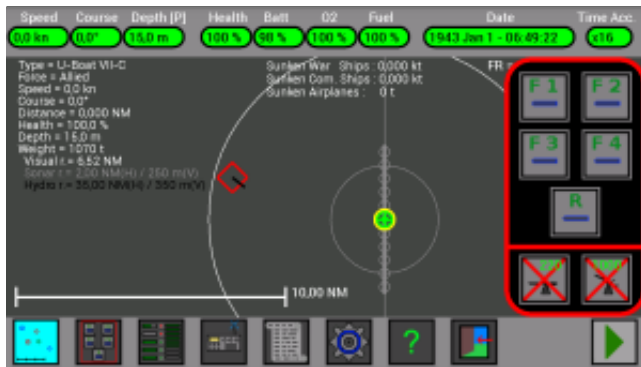 Speed Course Depth [P] Health Batt O2 Fuel Date Time Acc.
0,0 kn 0,0° 15,0 m 100 % 98 % 100 % 100 % 1943 Jan 1 - 06:49:22 x16
Type = U-Boat VII-C
Force = Allied
Speed = 0,0 kn
Course = 0,0°
Distance = 0,000 NM
Health = 100,0 %
Depth = 15,0 m
Weight = 1070 t
Visual r.= 6,52 NM
Sonar r.= 2,00 NM(H) / 250 m(V)
Hydro r.= 35,00 NM(H) / 350 m(V)
Sunken War Ships : 0,000 kt
Sunken Com. Ships : 0,000 kt
Sunken Airplanes : 0 t
FR =
F 1 F 2
F 3 F 4
R
10,00 NM
?